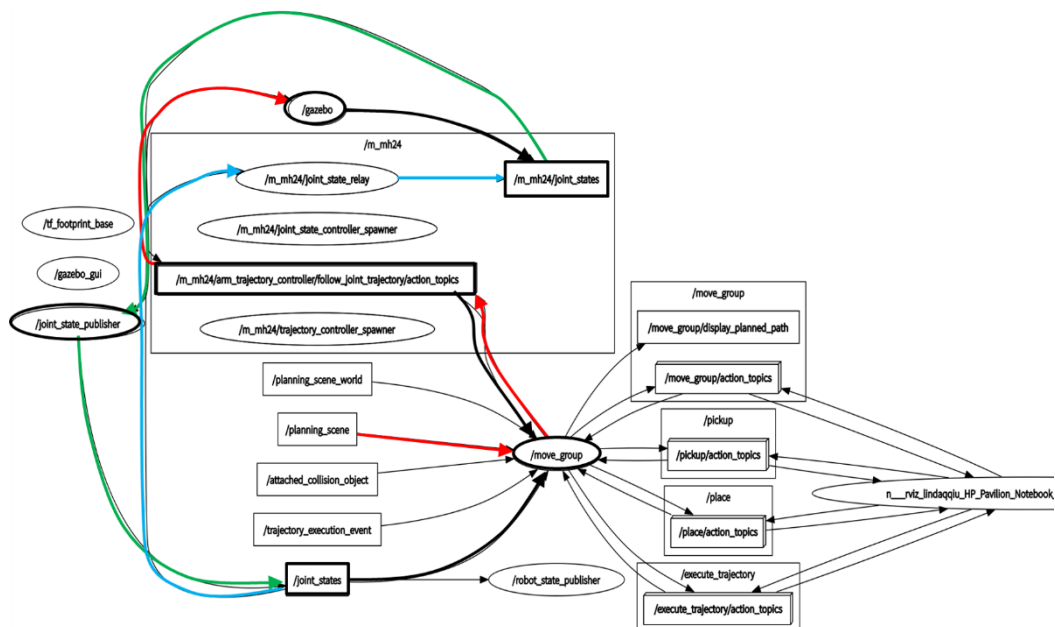 /gazebo
/m_mh24
/m_mh24/joint_state_relay
/m_mh24/joint_states
/tf_footprint_base
/m_mh24/joint_state_controller_spawner
/gazebo_gui
/m_mh24/arm_trajectory_controller/follow_joint_trajectory/action_topics
/joint_state_publisher
/m_mh24/trajectory_controller_spawner
/move_group
/move_group/display_planned_path
/move_group/action_topics
/planning_scene_world
/planning_scene
/pickup
/pickup/action_topics
/move_group
/attached_collision_object
/place
/place/action_topics
n___rviz_lindaqqiu_HP_Pavilion_Notebook_
/trajectory_execution_event
/joint_states
/robot_state_publisher
/execute_trajectory
/execute_trajectory/action_topics